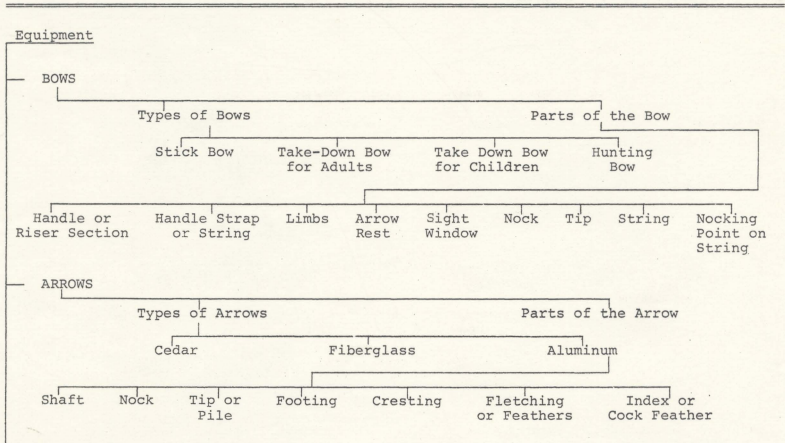 Equipment
BOWS
Types of Bows Parts of the Bow
Stick Bow Take-Down Bow Take Down Bow Hunting
for Adults for Children Bow
Handle or Handle Strap Limbs Arrow Sight Nock Tip String Nocking
Riser Section or String Rest Window Point on
String
ARROWS
Types of Arrows Parts of the Arrow
Cedar Fiberglass Aluminum
Shaft Nock Tip or Footing Cresting Fletching Index or
Pile or Feathers Cock Feather